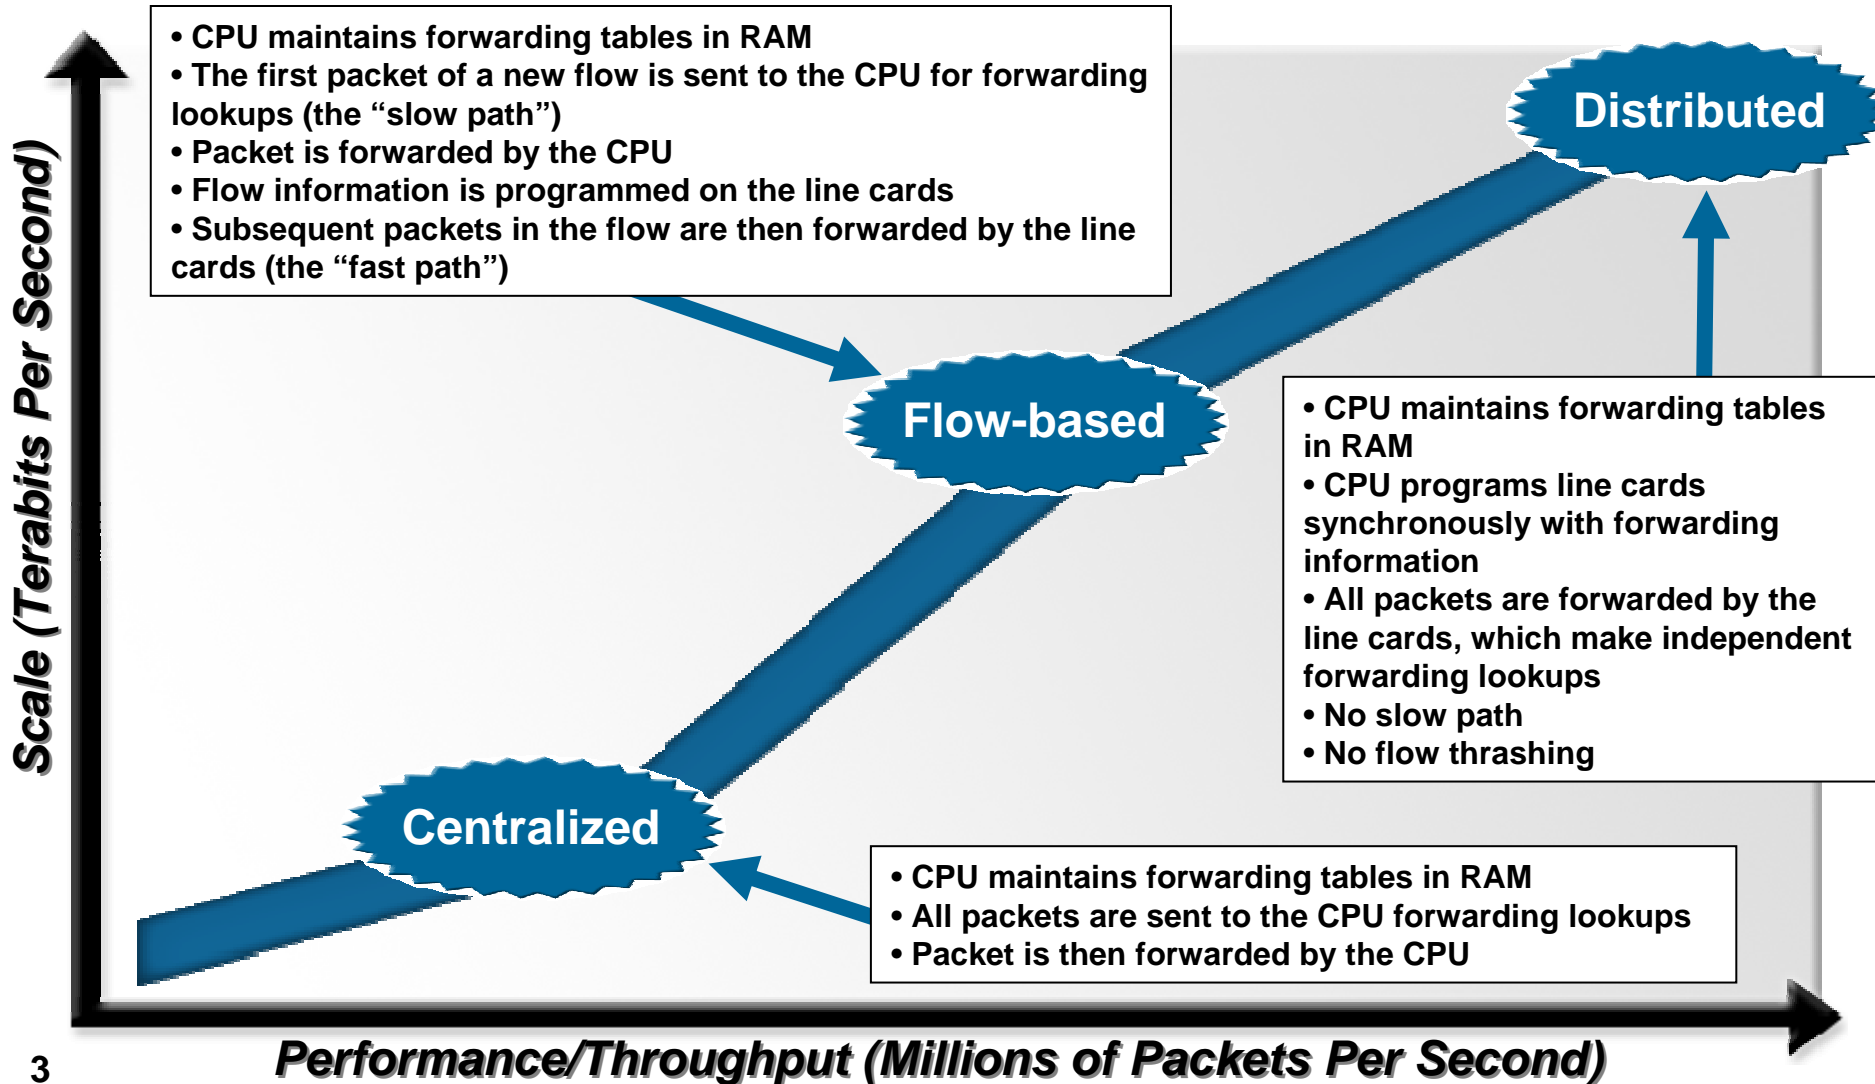 • CPU maintains forwarding tables in RAM
• The first packet of a new flow is sent to the CPU for forwarding
lookups (the “slow path”)
• Packet is forwarded by the CPU
• Flow information is programmed on the line cards
• Subsequent packets in the flow are then forwarded by the line
cards (the “fast path”)
Distributed
Scale (Terabits Per Second)
Flow-based
• CPU maintains forwarding tables
in RAM
• CPU programs line cards
synchronously with forwarding
information
• All packets are forwarded by the
line cards, which make independent
forwarding lookups
• No slow path
• No flow thrashing
Centralized
• CPU maintains forwarding tables in RAM
• All packets are sent to the CPU forwarding lookups
• Packet is then forwarded by the CPU
Performance/Throughput (Millions of Packets Per Second)
3